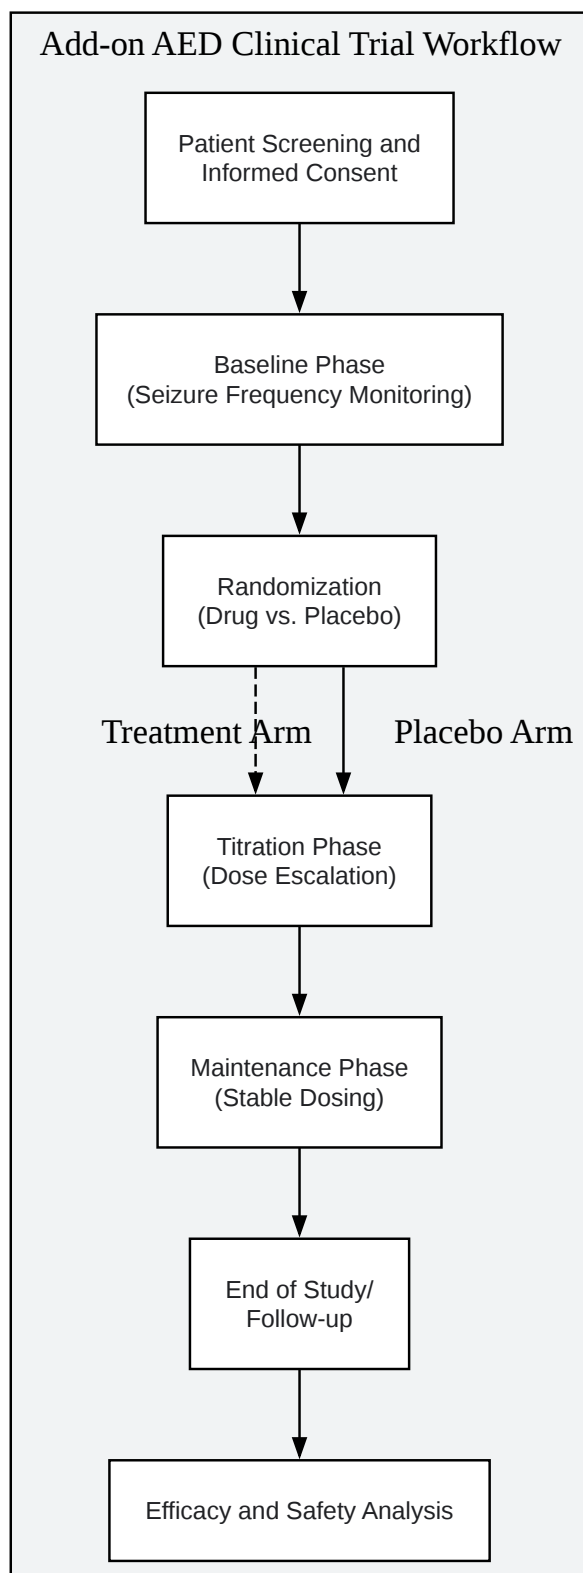 Add-on AED Clinical Trial Workflow
Patient Screening and
Informed Consent
Baseline Phase
(Seizure Frequency Monitoring)
Randomization
(Drug vs. Placebo)
Treatment Arm
Placebo Arm
Titration Phase
(Dose Escalation)
Maintenance Phase
(Stable Dosing)
End of Study/
Follow-up
Efficacy and Safety Analysis